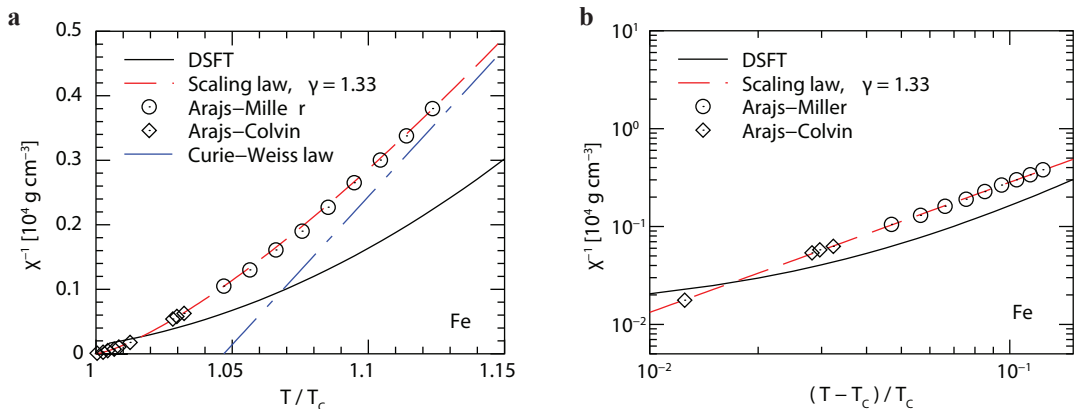 a
χ⁻¹ [10⁴ g cm⁻³]
0.5
0.4
0.3
0.2
0.1
0
DSFT
Scaling law, γ = 1.33
Arajs−Mille r
Arajs−Colvin
Curie−Weiss law
Fe
1
1.05
1.1
1.15
T / T_C
b
χ⁻¹ [10⁴ g cm⁻³]
10¹
10⁰
10⁻¹
10⁻²
DSFT
Scaling law, γ = 1.33
Arajs−Miller
Arajs−Colvin
Fe
10⁻²
10⁻¹
( T − T_C ) / T_C